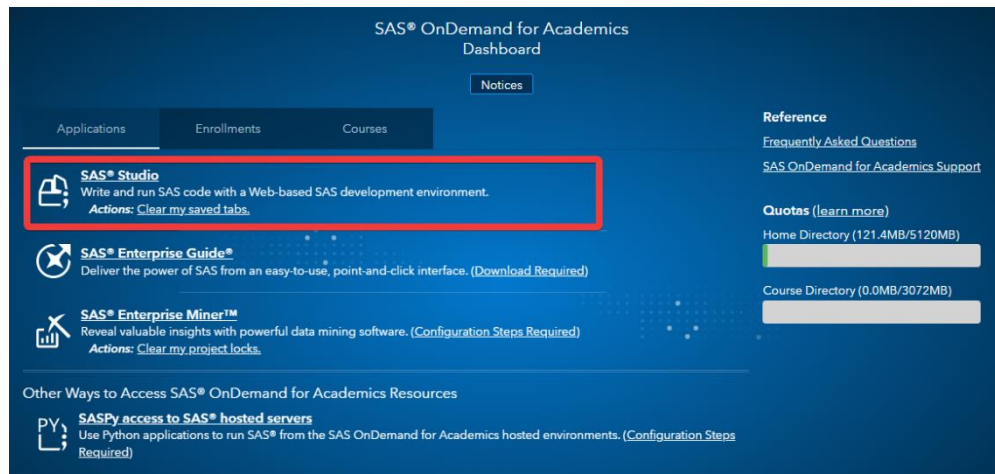 SAS® OnDemand for Academics
Dashboard
Notices
Applications
Enrollments
Courses
SAS® Studio
Write and run SAS code with a Web-based SAS development environment.
Actions: Clear my saved tabs.
SAS® Enterprise Guide®
Deliver the power of SAS from an easy-to-use, point-and-click interface. (Download Required)
SAS® Enterprise Miner™
Reveal valuable insights with powerful data mining software. (Configuration Steps Required)
Actions: Clear my project locks.
Other Ways to Access SAS® OnDemand for Academics Resources
PY
SASPy access to SAS® hosted servers
Use Python applications to run SAS® from the SAS OnDemand for Academics hosted environments. (Configuration Steps
Required)
Reference
Frequently Asked Questions
SAS OnDemand for Academics Support
Quotas (learn more)
Home Directory (121.4MB/5120MB)
Course Directory (0.0MB/3072MB)